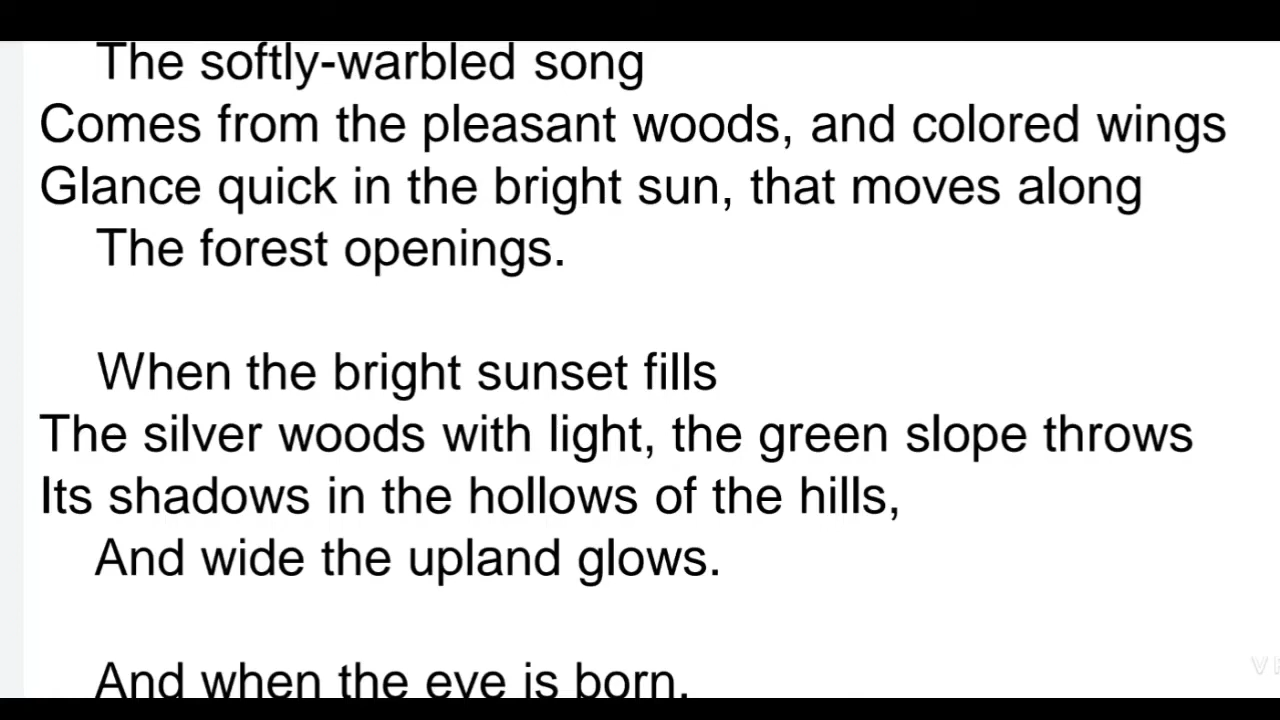 The softly-warbled song
Comes from the pleasant woods, and colored wings
Glance quick in the bright sun, that moves along
The forest openings.
When the bright sunset fills
The silver woods with light, the green slope throws
Its shadows in the hollows of the hills,
And wide the upland glows.
And when the eve is born,